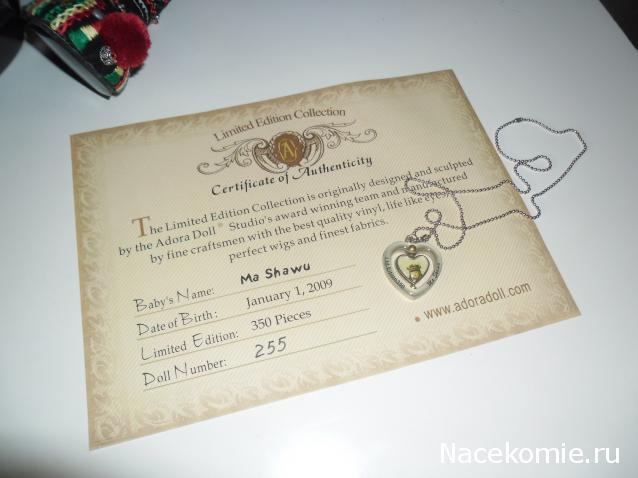 Limited Edition Collection
A
Certificate of Authenticity
The Limited Edition Collection is originally designed and sculpted
by the Adora Doll® Studio's award winning team and manufactured
by fine craftsmen with the best quality vinyl, life like eyes,
perfect wigs and finest fabrics.
Baby's Name: Ma Shawu
Date of Birth: January 1, 2009
Limited Edition: 350 Pieces
Doll Number: 255
• www.adoradoll.com
Nacekomie.ru